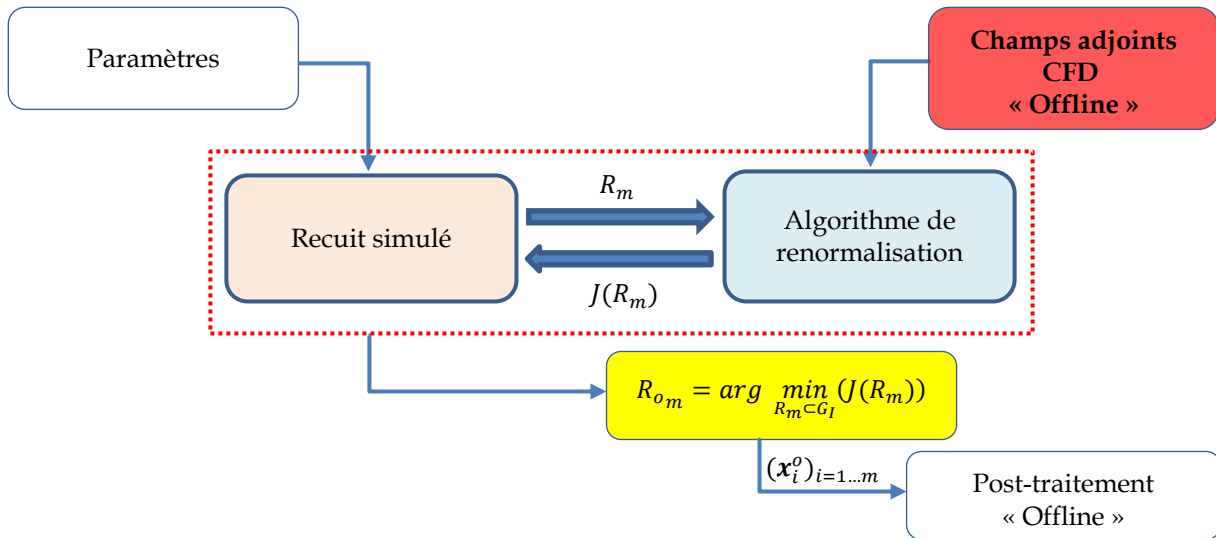 Paramètres
Champs adjoints
CFD
« Offline »
R_m
Recuit simulé
Algorithme de
renormalisation
J(R_m)
R_{o_m} = arg min_{R_m⊂G_I} (J(R_m))
(x_i^o)_{i=1…m}
Post-traitement
« Offline »